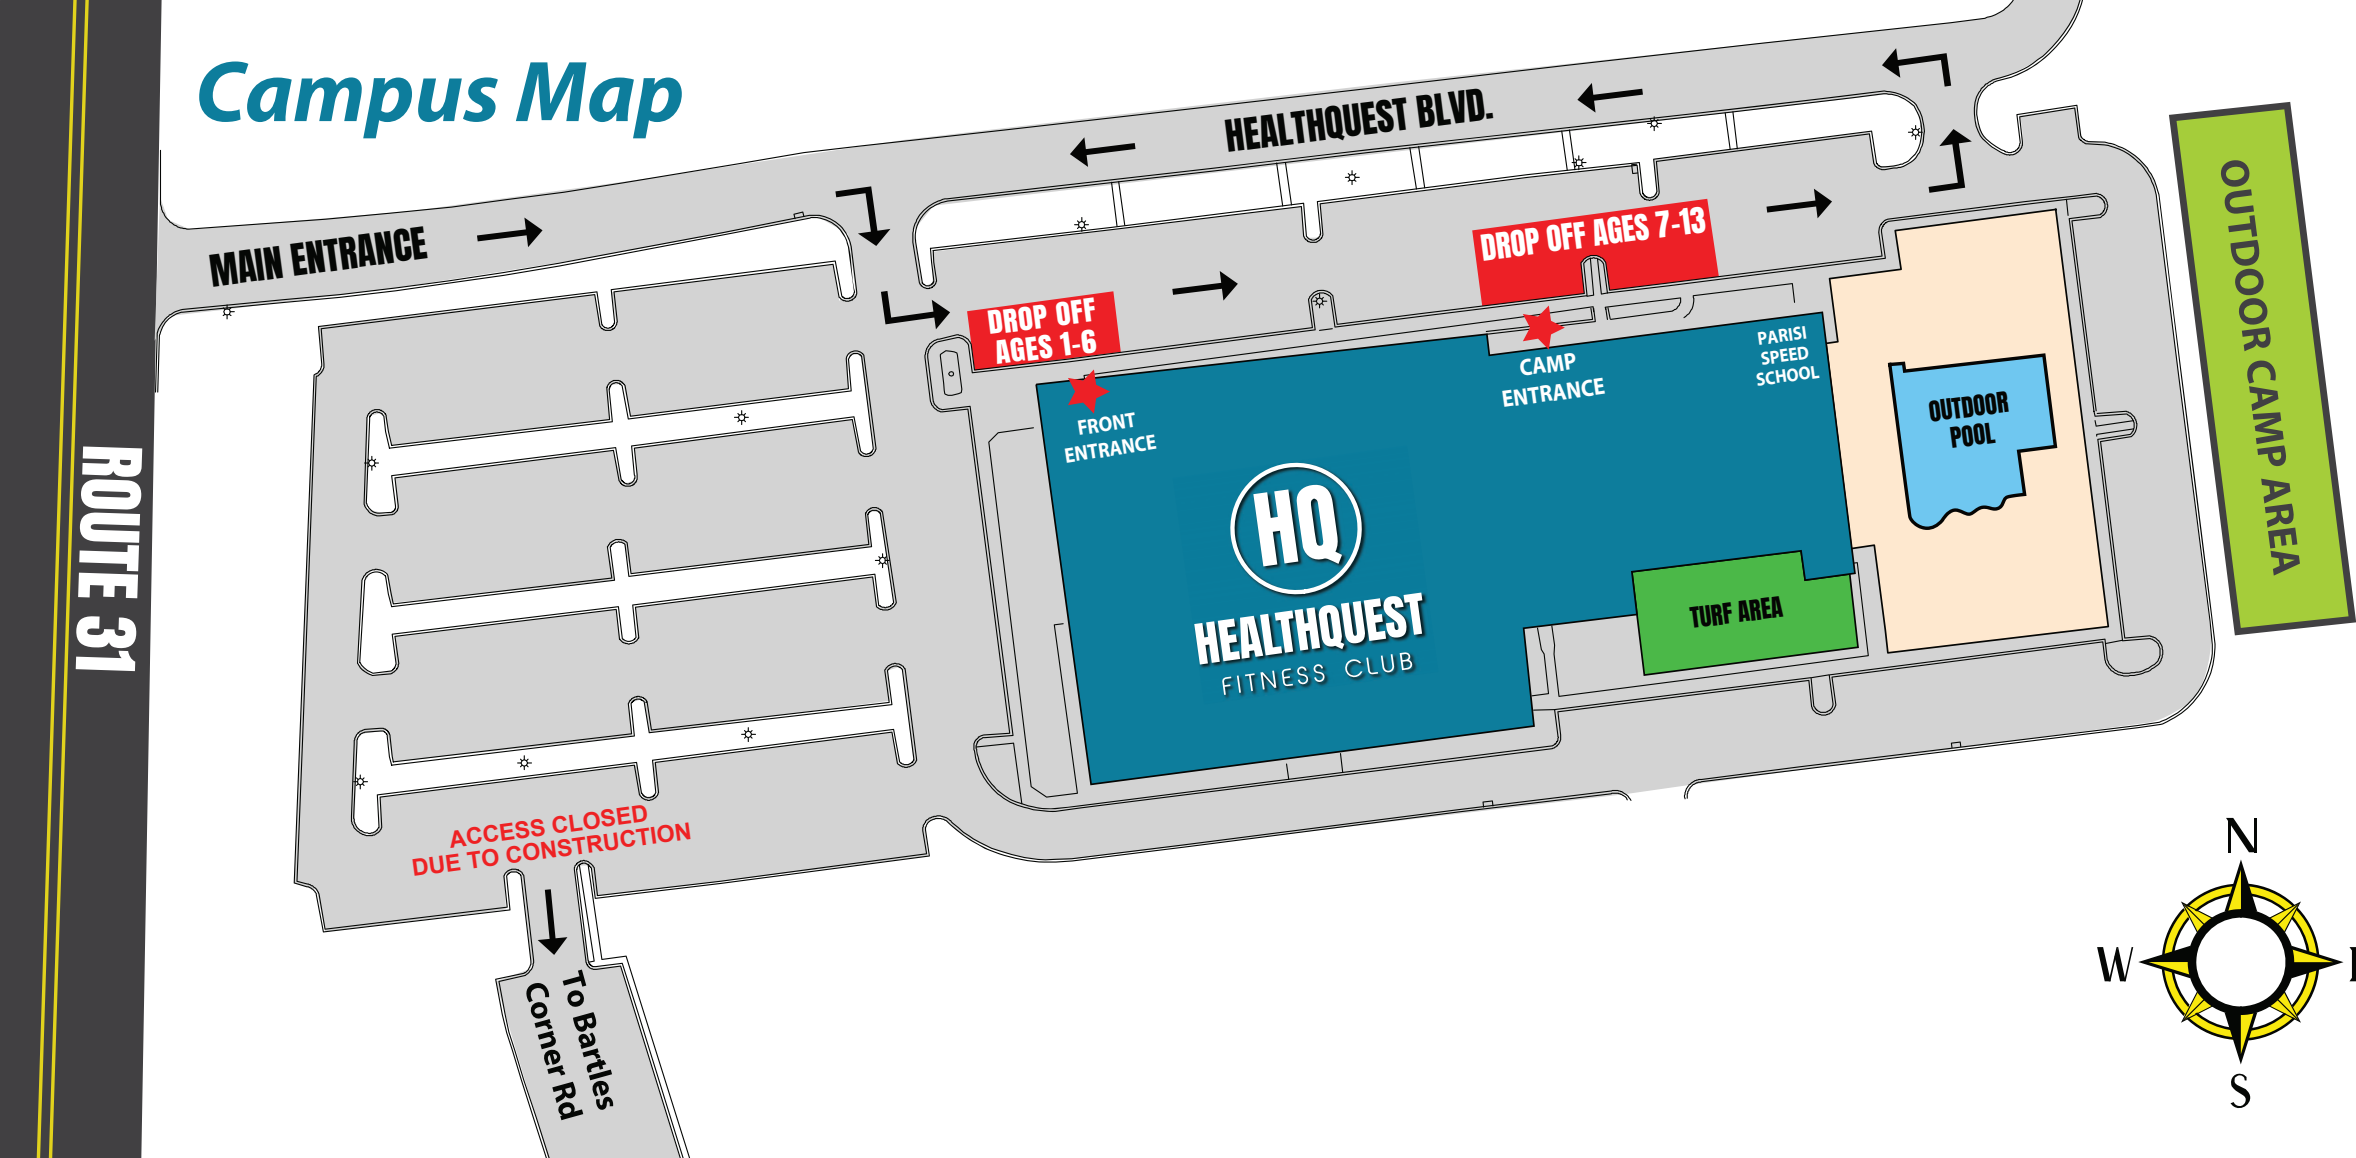 Campus Map
HEALTHQUEST BLVD.
MAIN ENTRANCE
DROP OFF AGES 7-13
DROP OFF
AGES 1-6
OUTDOOR CAMP AREA
PARISI
SPEED
SCHOOL
CAMP
ENTRANCE
FRONT
ENTRANCE
OUTDOOR
POOL
ROUTE 31
HQ
HEALTHQUEST
FITNESS CLUB
TURF AREA
ACCESS CLOSED
DUE TO CONSTRUCTION
To Bartles
Corner Rd
N
W
S